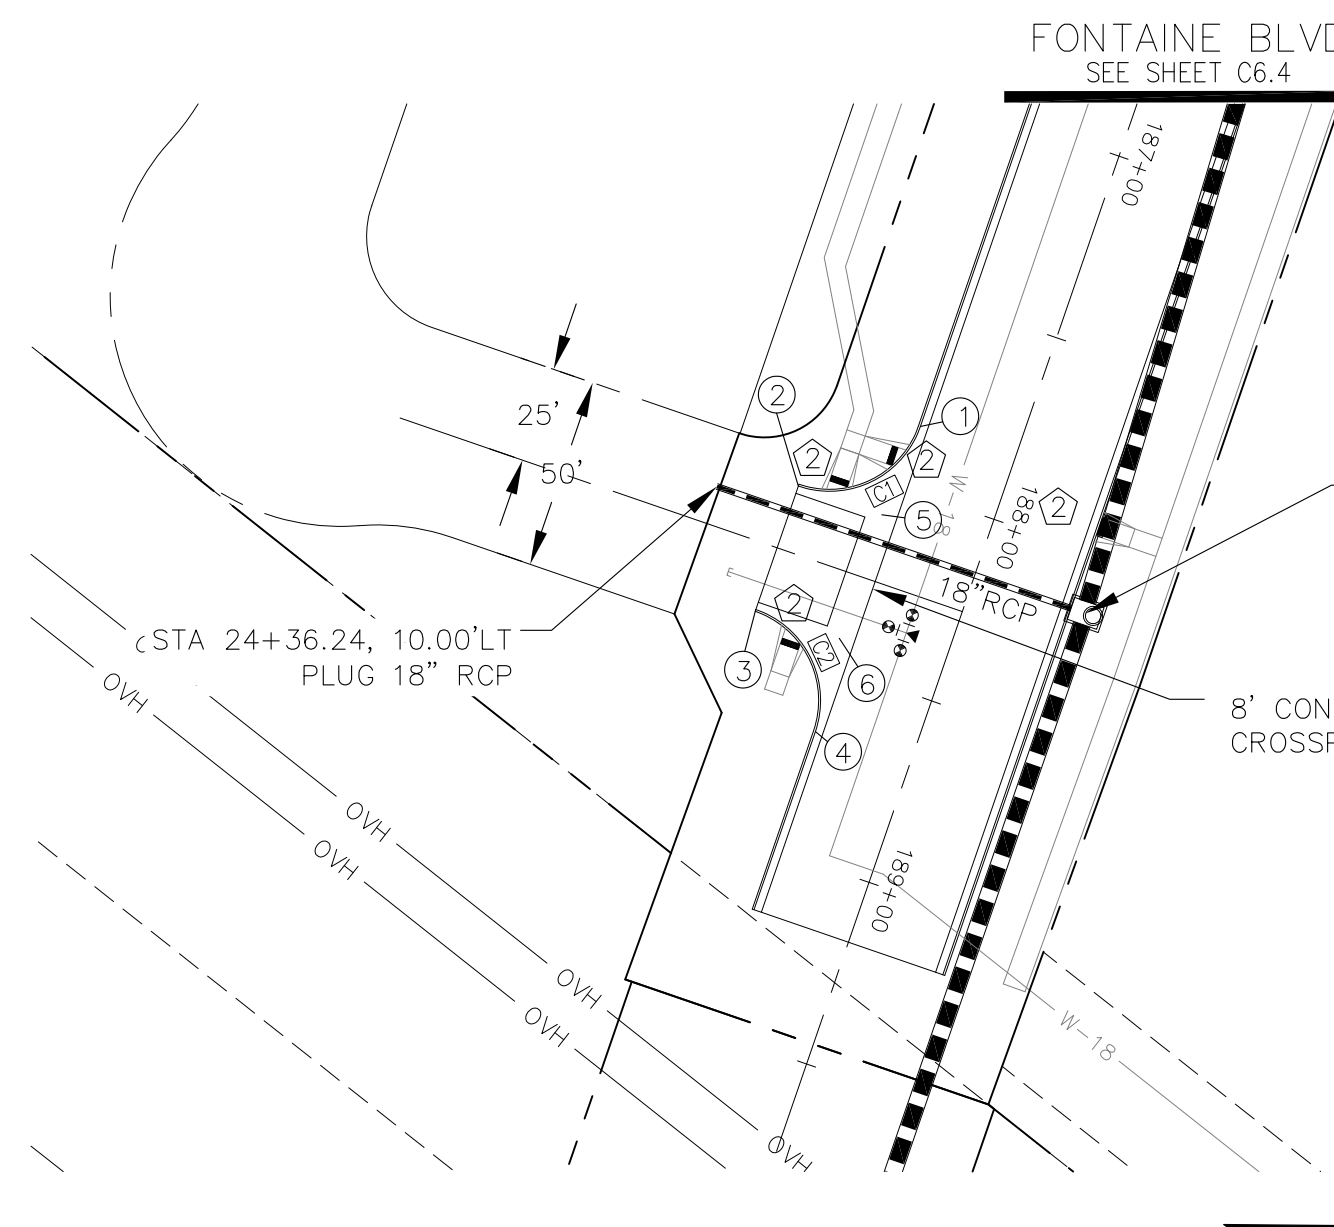 FONTAINE BLVD
SEE SHEET C6.4
187+00
25'
50'
2
1
2
2
C1
W-18
5
188+00
2
18"RCP
2
STA 24+36.24, 10.00'LT
PLUG 18" RCP
C2
3
6
4
8' CON
CROSSP
OVH
OVH
OVH
189+00
OVH
OVH
W-18
OVH